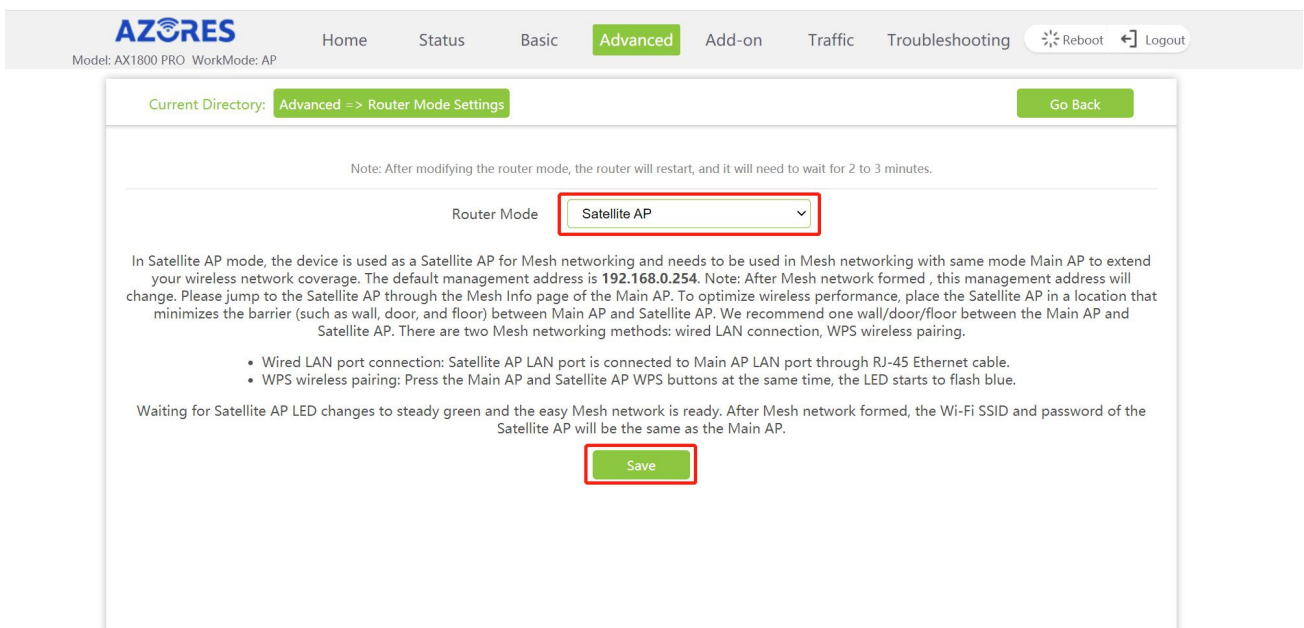 AZORES
Model: AX1800 PRO WorkMode: AP
Home Status Basic Advanced Add-on Traffic Troubleshooting Reboot Logout
Current Directory: Advanced => Router Mode Settings Go Back
Note: After modifying the router mode, the router will restart, and it will need to wait for 2 to 3 minutes.
Router Mode Satellite AP
In Satellite AP mode, the device is used as a Satellite AP for Mesh networking and needs to be used in Mesh networking with same mode Main AP to extend
your wireless network coverage. The default management address is 192.168.0.254. Note: After Mesh network formed , this management address will
change. Please jump to the Satellite AP through the Mesh Info page of the Main AP. To optimize wireless performance, place the Satellite AP in a location that
minimizes the barrier (such as wall, door, and floor) between Main AP and Satellite AP. We recommend one wall/door/floor between the Main AP and
Satellite AP. There are two Mesh networking methods: wired LAN connection, WPS wireless pairing.
• Wired LAN port connection: Satellite AP LAN port is connected to Main AP LAN port through RJ-45 Ethernet cable.
• WPS wireless pairing: Press the Main AP and Satellite AP WPS buttons at the same time, the LED starts to flash blue.
Waiting for Satellite AP LED changes to steady green and the easy Mesh network is ready. After Mesh network formed, the Wi-Fi SSID and password of the
Satellite AP will be the same as the Main AP.
Save